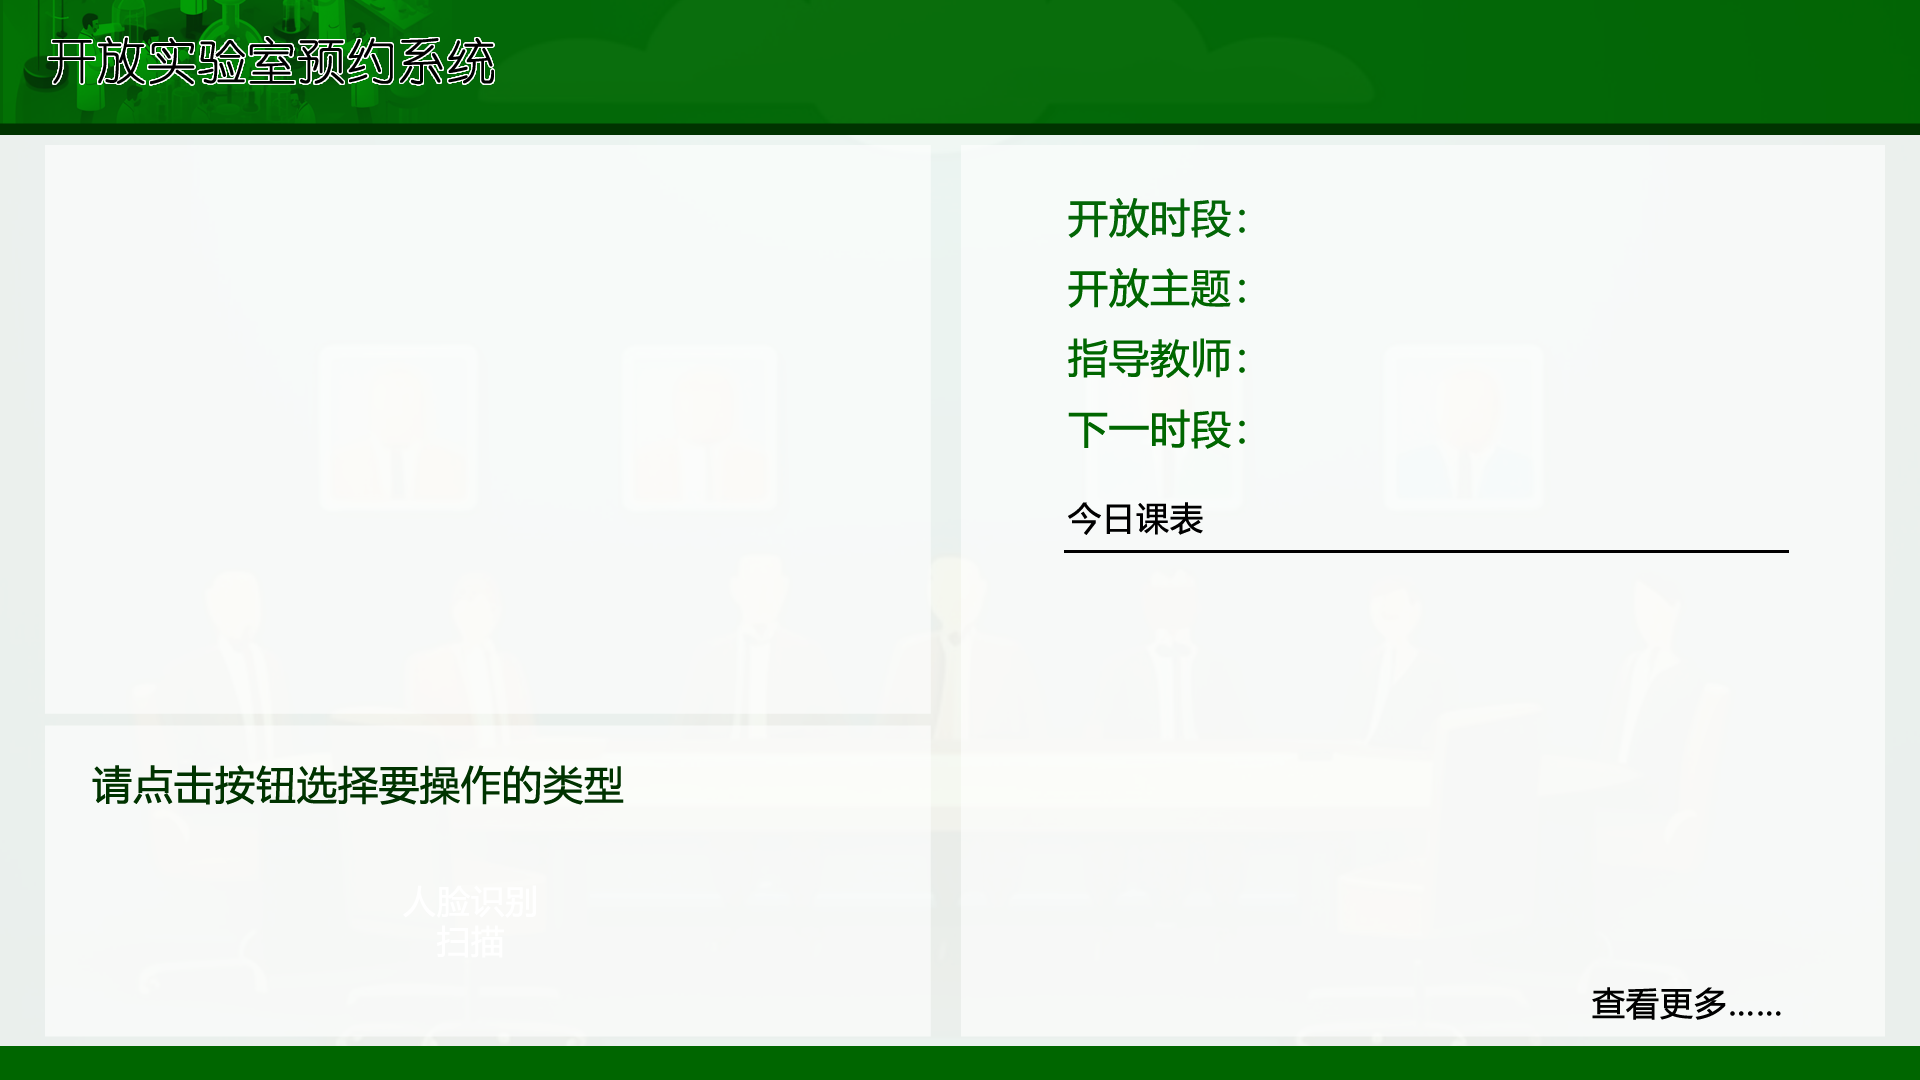 开放实验室预约系统
开放时段：
开放主题：
指导教师：
下一时段：
今日课表
请点击按钮选择要操作的类型
人脸识别
扫描
查看更多......